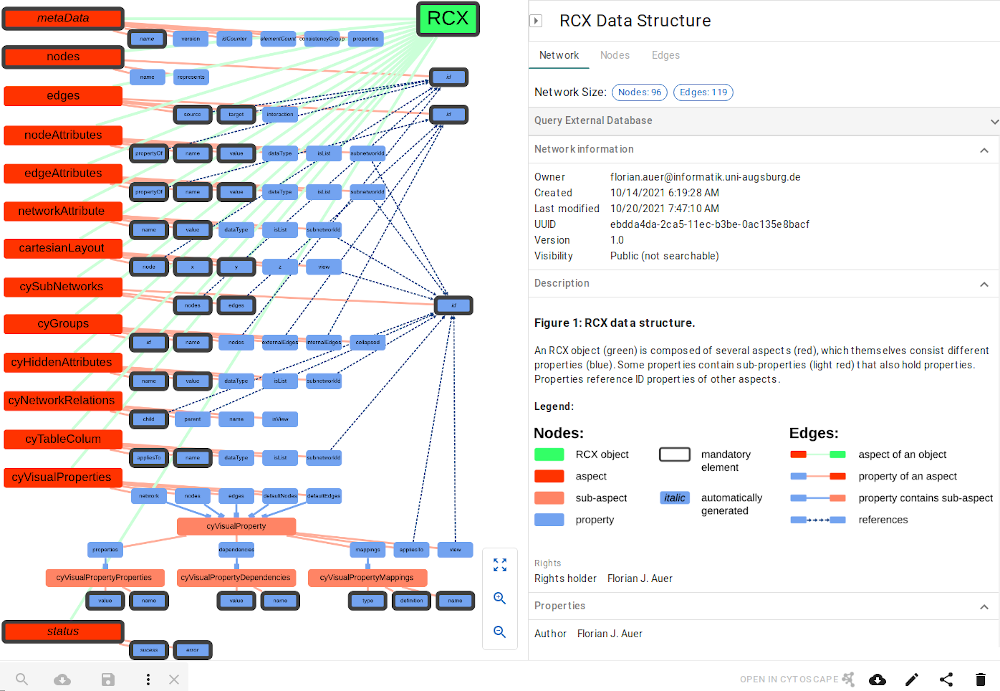 metaData
RCX
name
version
idCounter
elementCount
consistencyGroup
properties
nodes
id
name
represents
edges
id
source
target
interaction
nodeAttributes
propertyOf
name
value
dataType
isList
subnetworkId
edgeAttributes
propertyOf
name
value
dataType
isList
subnetworkId
networkAttribute
name
value
dataType
isList
subnetworkId
cartesianLayout
node
x
y
z
view
cySubNetworks
id
nodes
edges
cyGroups
id
name
nodes
externalEdges
internalEdges
collapsed
cyHiddenAttributes
name
value
dataType
isList
subnetworkId
cyNetworkRelations
child
parent
name
isView
cyTableColum
appliesTo
name
dataType
isList
subnetworkId
cyVisualProperties
network
nodes
edges
defaultNodes
defaultEdges
cyVisualProperty
properties
dependencies
mappings
appliesTo
view
cyVisualPropertyProperties
cyVisualPropertyDependencies
cyVisualPropertyMappings
value
name
value
name
type
definition
name
status
sucess
error
RCX Data Structure
Network Nodes Edges
Network Size: Nodes: 96 Edges: 119
Query External Database
Network information
Owner florian.auer@informatik.uni-augsburg.de
Created 10/14/2021 6:19:28 AM
Last modified 10/20/2021 7:47:10 AM
UUID ebdda4da-2ca5-11ec-b3be-0ac135e8bacf
Version 1.0
Visibility Public (not searchable)
Description
Figure 1: RCX data structure.
An RCX object (green) is composed of several aspects (red), which themselves consist different
properties (blue). Some properties contain sub-properties (light red) that also hold properties.
Properties reference ID properties of other aspects.
Legend:
Nodes:
RCX object
aspect
sub-aspect
property
mandatory
element
italic
automatically
generated
Edges:
aspect of an object
property of an aspect
property contains sub-aspect
references
Rights
Rights holder Florian J. Auer
Properties
Author Florian J. Auer
OPEN IN CYTOSCAPE